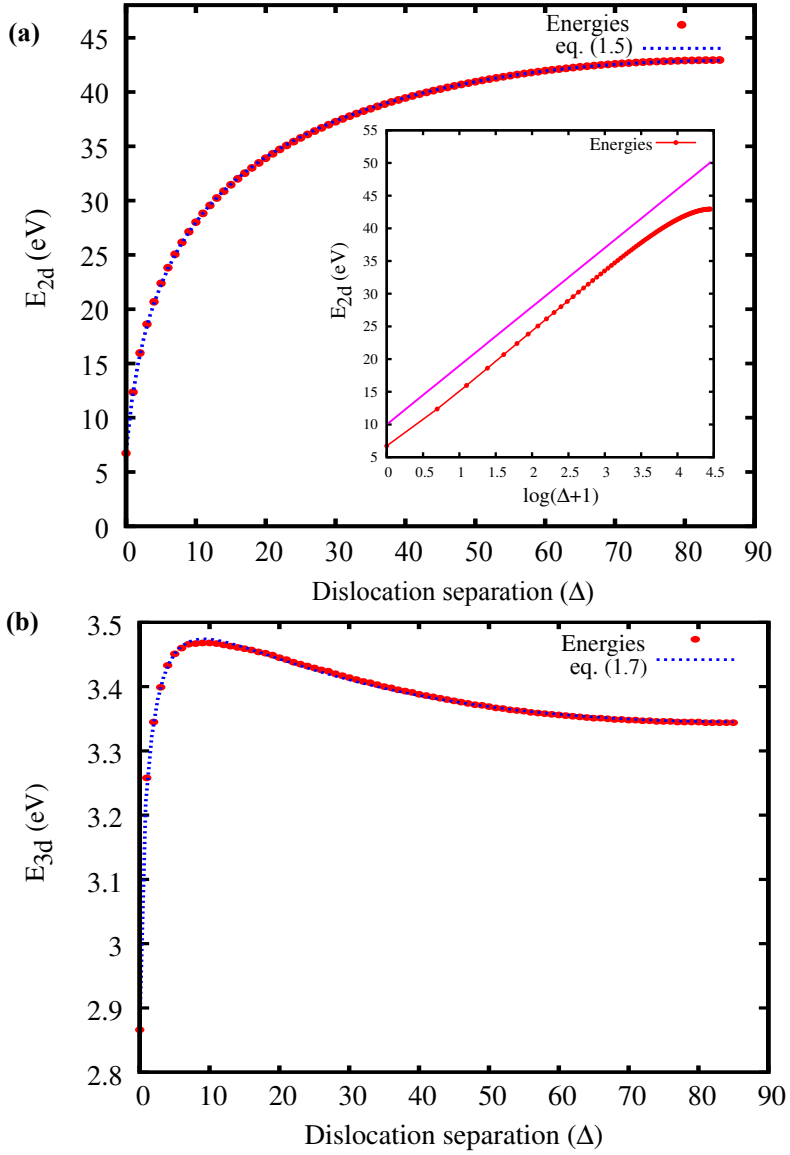 (a)
Energies
eq. (1.5)
E2d (eV)
45
40
35
30
25
20
15
10
5
0
Energies
E2d (eV)
55
50
45
40
35
30
25
20
15
10
5
0 0.5 1 1.5 2 2.5 3 3.5 4 4.5
log(Δ+1)
0 10 20 30 40 50 60 70 80 90
Dislocation separation (Δ)
(b)
Energies
eq. (1.7)
E3d (eV)
3.5
3.4
3.3
3.2
3.1
3
2.9
2.8
0 10 20 30 40 50 60 70 80 90
Dislocation separation (Δ)